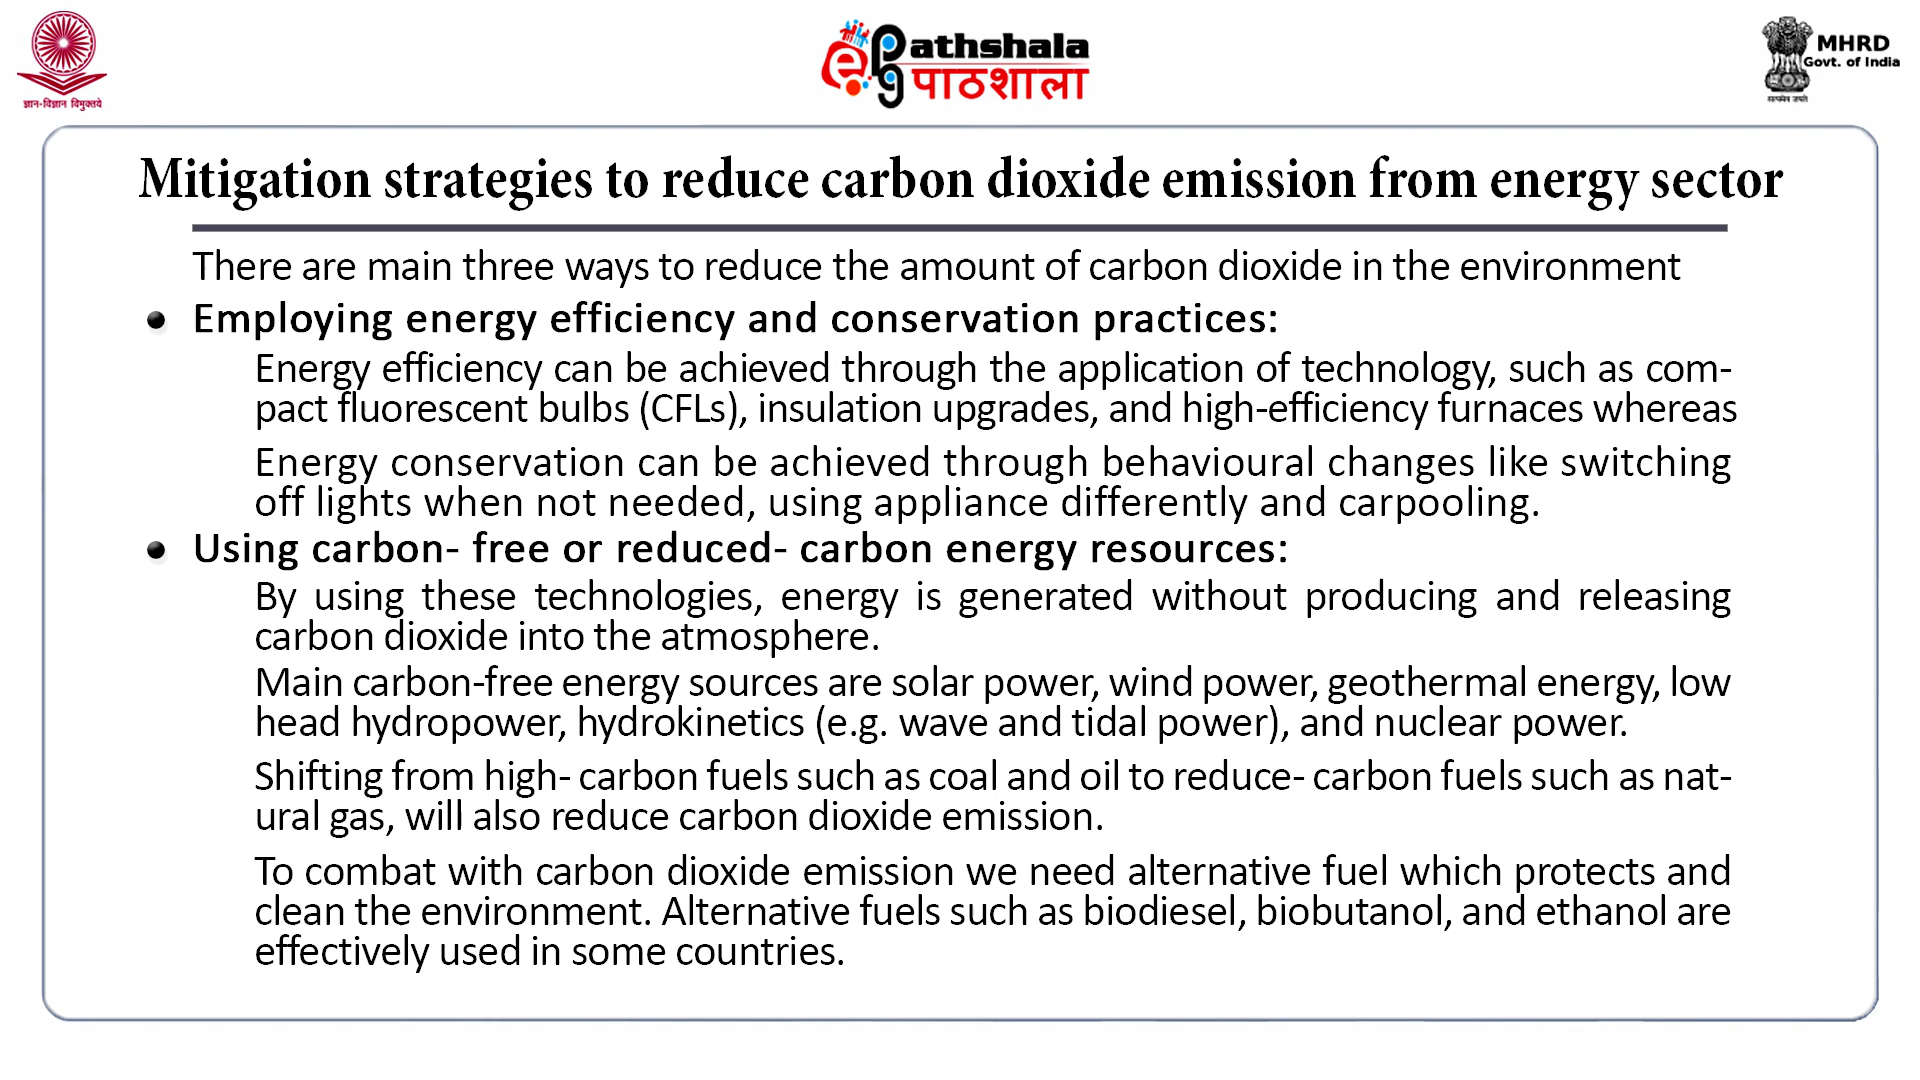 ज्ञान-विज्ञान विमुक्तये
ePathshala
पाठशाला
MHRD
Govt. of India
सत्यमेव जयते
Mitigation strategies to reduce carbon dioxide emission from energy sector
There are main three ways to reduce the amount of carbon dioxide in the environment
• Employing energy efficiency and conservation practices:
Energy efficiency can be achieved through the application of technology, such as com-
pact fluorescent bulbs (CFLs), insulation upgrades, and high-efficiency furnaces whereas
Energy conservation can be achieved through behavioural changes like switching
off lights when not needed, using appliance differently and carpooling.
• Using carbon- free or reduced- carbon energy resources:
By using these technologies, energy is generated without producing and releasing
carbon dioxide into the atmosphere.
Main carbon-free energy sources are solar power, wind power, geothermal energy, low
head hydropower, hydrokinetics (e.g. wave and tidal power), and nuclear power.
Shifting from high- carbon fuels such as coal and oil to reduce- carbon fuels such as nat-
ural gas, will also reduce carbon dioxide emission.
To combat with carbon dioxide emission we need alternative fuel which protects and
clean the environment. Alternative fuels such as biodiesel, biobutanol, and ethanol are
effectively used in some countries.